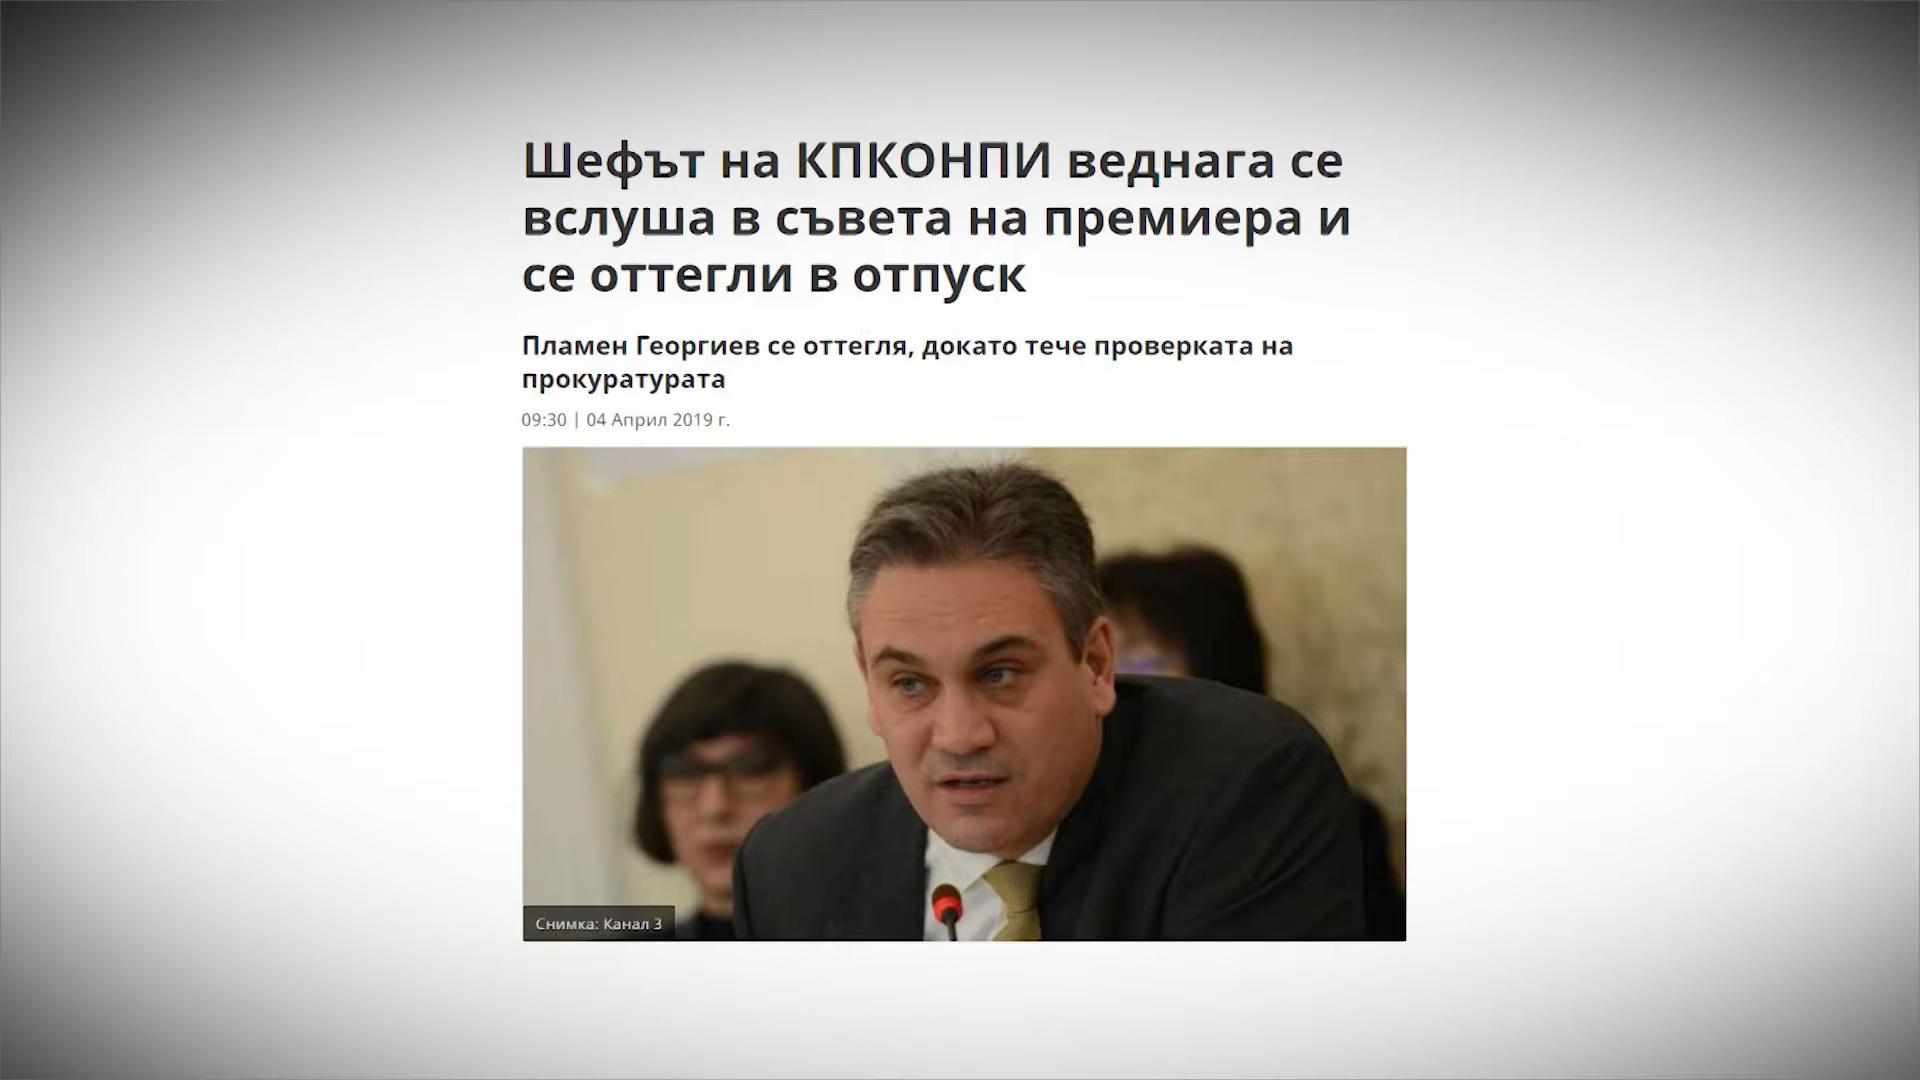 Шефът на КПКОНПИ веднага се
вслуша в съвета на премиера и
се оттегли в отпуск
Пламен Георгиев се оттегля, докато тече проверката на
прокуратурата
09:30 | 04 Април 2019 г.
Снимка: Канал 3